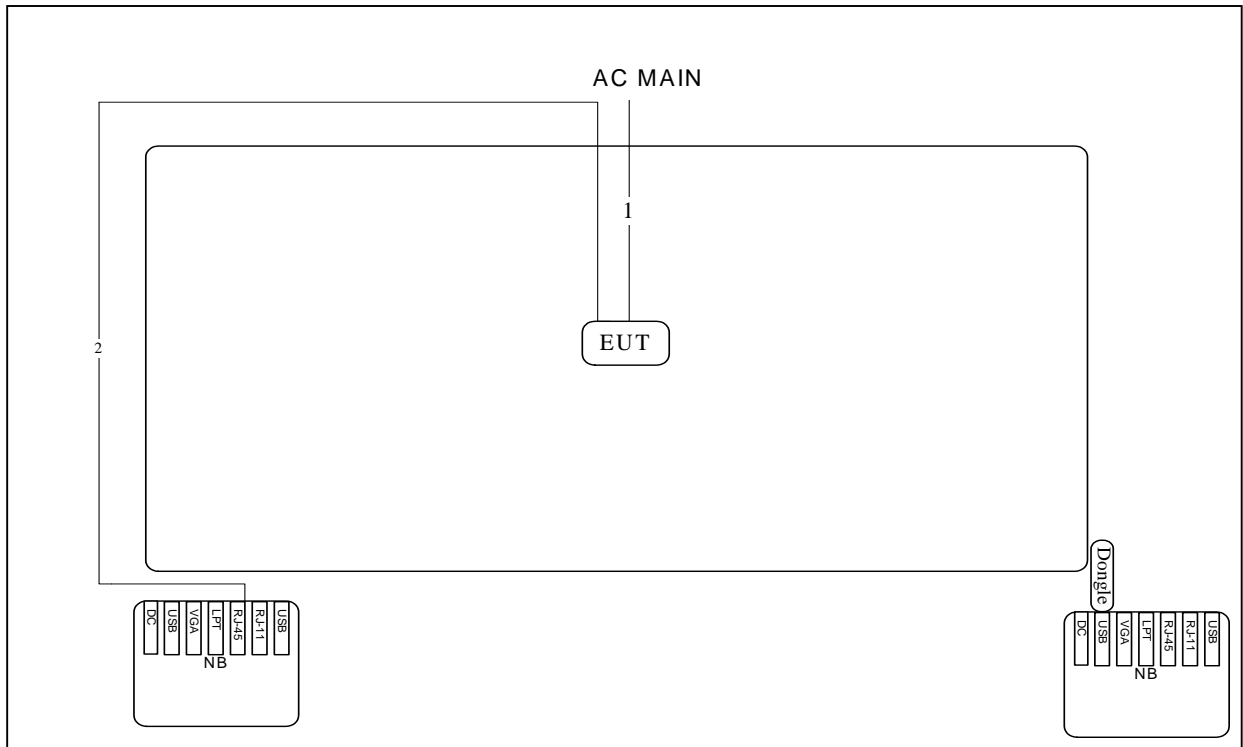 AC MAIN
1
2
EUT
Dongle
DC USB VGA LPT RJ-45 RJ-11 USB
NB
DC USB VGA LPT RJ-45 RJ-11 USB
NB